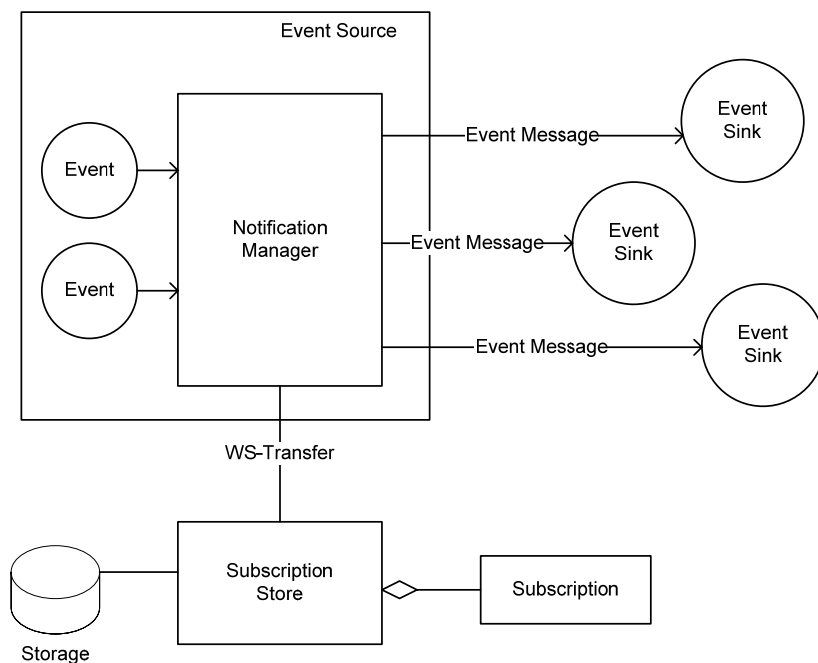 Event Source
Event
Sink
Event Message
Event
Notification
Manager
Event
Sink
Event Message
Event
Event
Sink
Event Message
WS-Transfer
Subscription
Store
Subscription
Storage